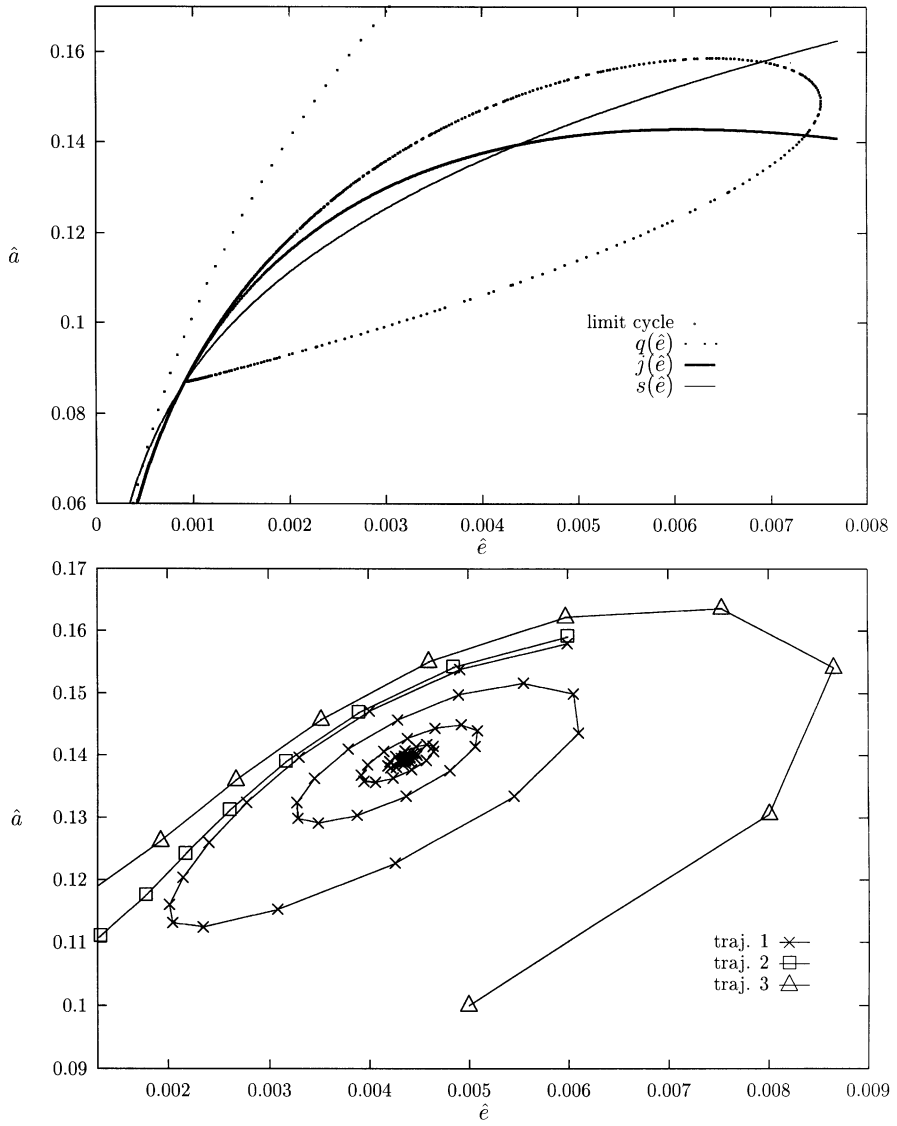 0.16
0.14
0.12
0.1
0.08
0.06
â
limit cycle
q(ê)
j(ê)
s(ê)
0 0.001 0.002 0.003 0.004 0.005 0.006 0.007 0.008
ê
0.17
0.16
0.15
0.14
0.13
0.12
0.11
0.1
0.09
â
traj. 1
traj. 2
traj. 3
0.002 0.003 0.004 0.005 0.006 0.007 0.008 0.009
ê